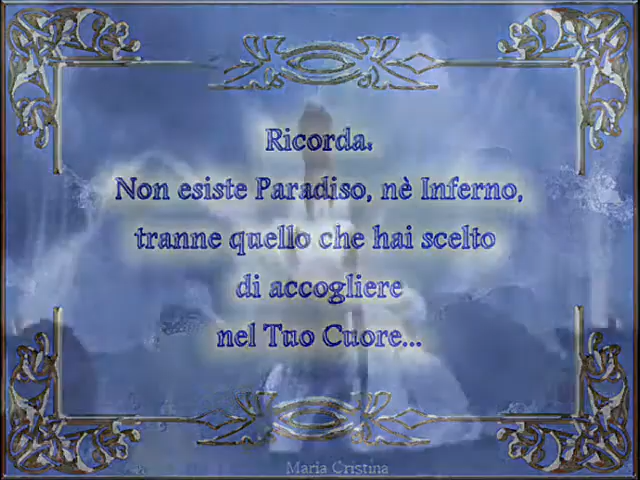 Ricorda:
Non esiste Paradiso, nè Inferno,
tranne quello che hai scelto
di accogliere
nel Tuo Cuore...
Maria Cristina